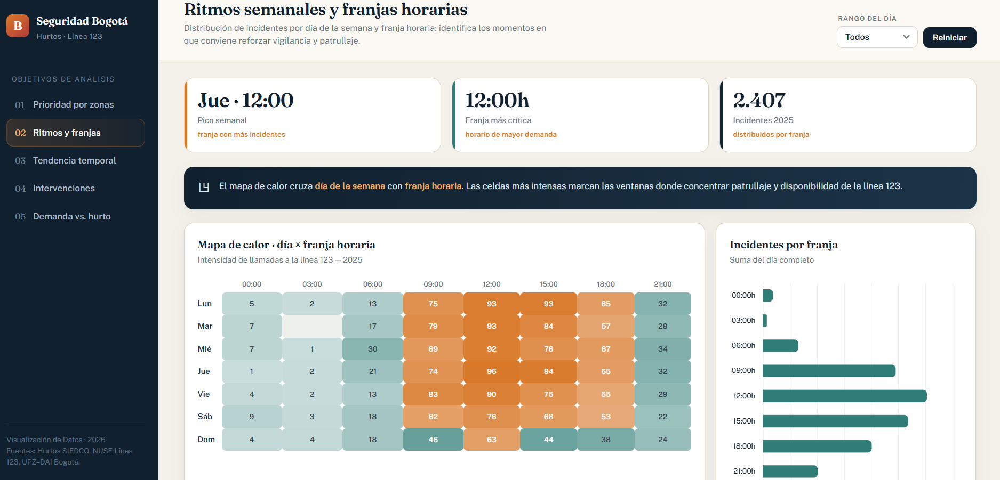 B
Seguridad Bogotá
Hurtos · Línea 123
OBJETIVOS DE ANÁLISIS
01 Prioridad por zonas
02 Ritmos y franjas
03 Tendencia temporal
04 Intervenciones
05 Demanda vs. hurto
Visualización de Datos · 2026
Fuentes: Hurtos SIEDCO, NUSE Línea
123, UPZ–DAI Bogotá.
Ritmos semanales y franjas horarias
Distribución de incidentes por día de la semana y franja horaria: identifica los momentos en
que conviene reforzar vigilancia y patrullaje.
RANGO DEL DÍA
Todos
Reiniciar
Jue · 12:00
Pico semanal
franja con más incidentes
12:00h
Franja más crítica
horario de mayor demanda
2.407
Incidentes 2025
distribuidos por franja
El mapa de calor cruza día de la semana con franja horaria. Las celdas más intensas marcan las ventanas donde concentrar patrullaje y disponibilidad de la línea 123.
Mapa de calor · día × franja horaria
Intensidad de llamadas a la línea 123 — 2025
00:00 03:00 06:00 09:00 12:00 15:00 18:00 21:00
Lun 5 2 13 75 93 93 65 32
Mar 7 17 79 93 84 57 28
Mié 7 1 30 69 92 76 67 34
Jue 1 2 21 74 96 94 65 32
Vie 4 2 13 83 90 75 55 29
Sáb 9 3 18 62 76 68 53 22
Dom 4 4 18 46 63 44 38 24
Incidentes por franja
Suma del día completo
00:00h
03:00h
06:00h
09:00h
12:00h
15:00h
18:00h
21:00h